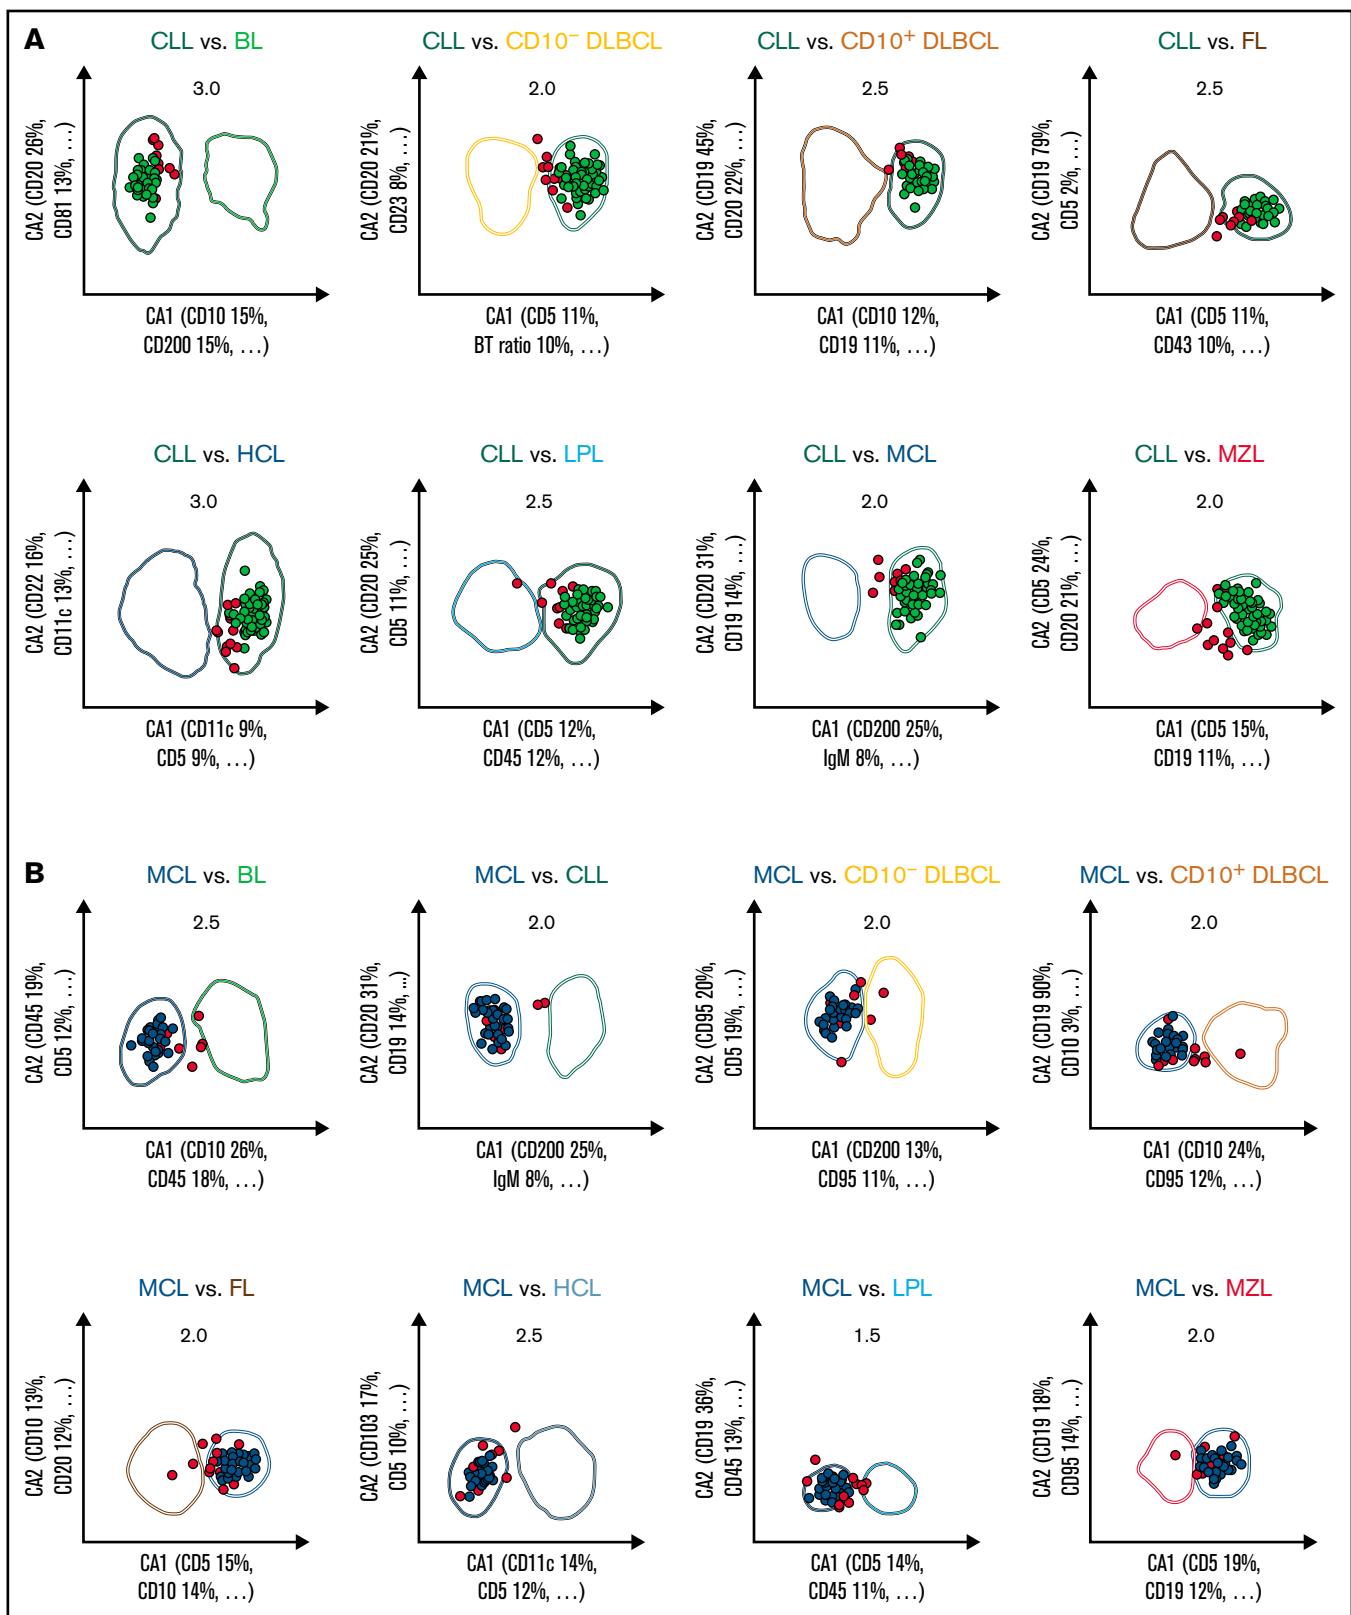 A
CLL vs. BL
3.0
CA2 (CD20 26%,
CD81 13%, ...)
CA1 (CD10 15%,
CD200 15%, ...)
CLL vs. CD10⁻ DLBCL
2.0
CA2 (CD20 21%,
CD23 8%, ...)
CA1 (CD5 11%,
BT ratio 10%, ...)
CLL vs. CD10⁺ DLBCL
2.5
CA2 (CD19 45%,
CD20 22%, ...)
CA1 (CD10 12%,
CD19 11%, ...)
CLL vs. FL
2.5
CA2 (CD19 79%,
CD5 2%, ...)
CA1 (CD5 11%,
CD43 10%, ...)
CLL vs. HCL
3.0
CA2 (CD22 16%,
CD11c 13%, ...)
CA1 (CD11c 9%,
CD5 9%, ...)
CLL vs. LPL
2.5
CA2 (CD20 25%,
CD5 11%, ...)
CA1 (CD5 12%,
CD45 12%, ...)
CLL vs. MCL
2.0
CA2 (CD20 31%,
CD19 14%, ...)
CA1 (CD200 25%,
IgM 8%, ...)
CLL vs. MZL
2.0
CA2 (CD5 24%,
CD20 21%, ...)
CA1 (CD5 15%,
CD19 11%, ...)
B
MCL vs. BL
2.5
CA2 (CD45 19%,
CD5 12%, ...)
CA1 (CD10 26%,
CD45 18%, ...)
MCL vs. CLL
2.0
CA2 (CD20 31%,
CD19 14%, ...)
CA1 (CD200 25%,
IgM 8%, ...)
MCL vs. CD10⁻ DLBCL
2.0
CA2 (CD95 20%,
CD5 19%, ...)
CA1 (CD200 13%,
CD95 11%, ...)
MCL vs. CD10⁺ DLBCL
2.0
CA2 (CD19 90%,
CD10 3%, ...)
CA1 (CD10 24%,
CD95 12%, ...)
MCL vs. FL
2.0
CA2 (CD10 13%,
CD20 12%, ...)
CA1 (CD5 15%,
CD10 14%, ...)
MCL vs. HCL
2.5
CA2 (CD103 17%,
CD5 10%, ...)
CA1 (CD11c 14%,
CD5 12%, ...)
MCL vs. LPL
1.5
CA2 (CD19 36%,
CD45 13%, ...)
CA1 (CD5 14%,
CD45 11%, ...)
MCL vs. MZL
2.0
CA2 (CD19 18%,
CD95 14%, ...)
CA1 (CD5 19%,
CD19 12%, ...)